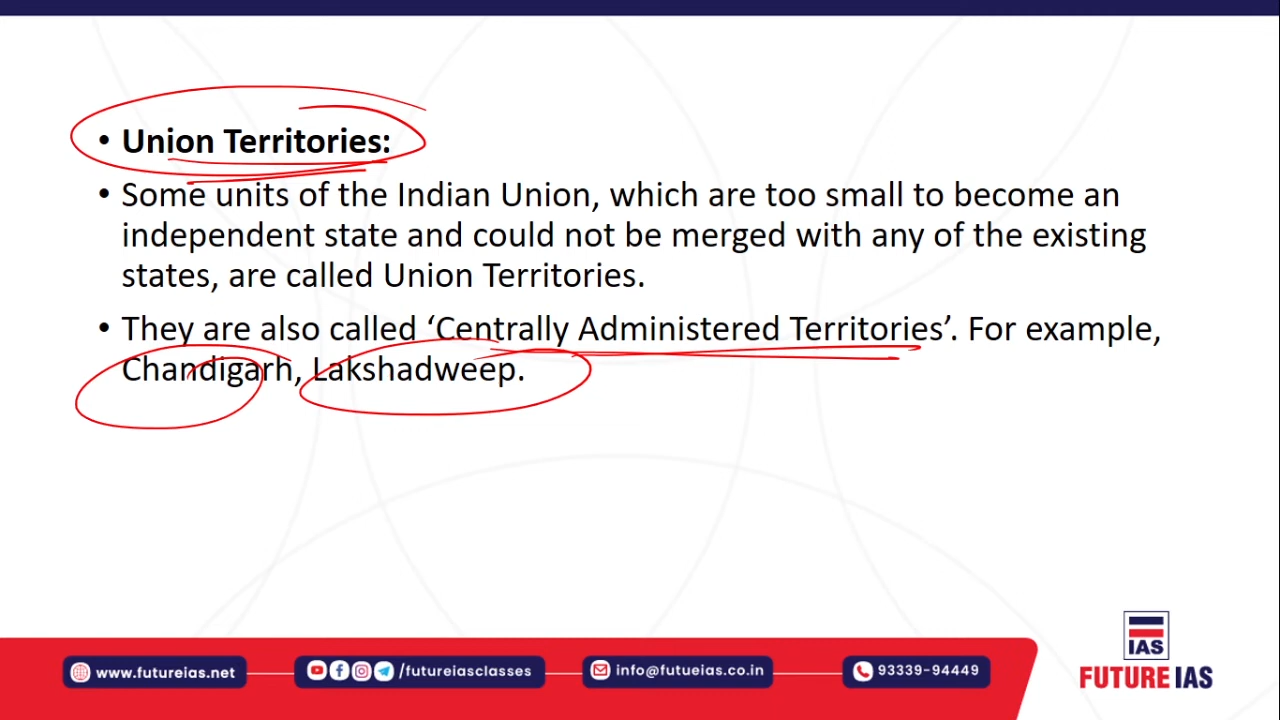 • Union Territories:
• Some units of the Indian Union, which are too small to become an
independent state and could not be merged with any of the existing
states, are called Union Territories.
• They are also called ‘Centrally Administered Territories’. For example,
Chandigarh, Lakshadweep.
www.futureias.net
/futureiasclasses
info@futueias.co.in
93339-94449
IAS
FUTURE IAS